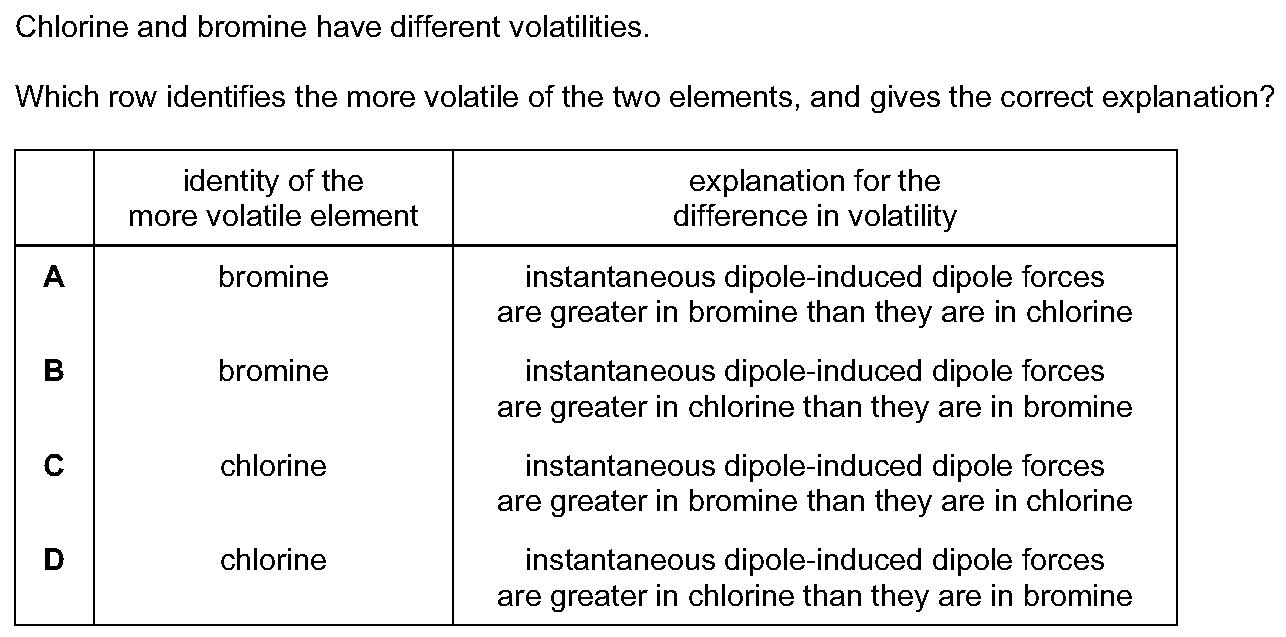 Chlorine and bromine have different volatilities.
Which row identifies the more volatile of the two elements, and gives the correct explanation?
identity of the
more volatile element
explanation for the
difference in volatility
A
bromine
instantaneous dipole-induced dipole forces
are greater in bromine than they are in chlorine
B
bromine
instantaneous dipole-induced dipole forces
are greater in chlorine than they are in bromine
C
chlorine
instantaneous dipole-induced dipole forces
are greater in bromine than they are in chlorine
D
chlorine
instantaneous dipole-induced dipole forces
are greater in chlorine than they are in bromine